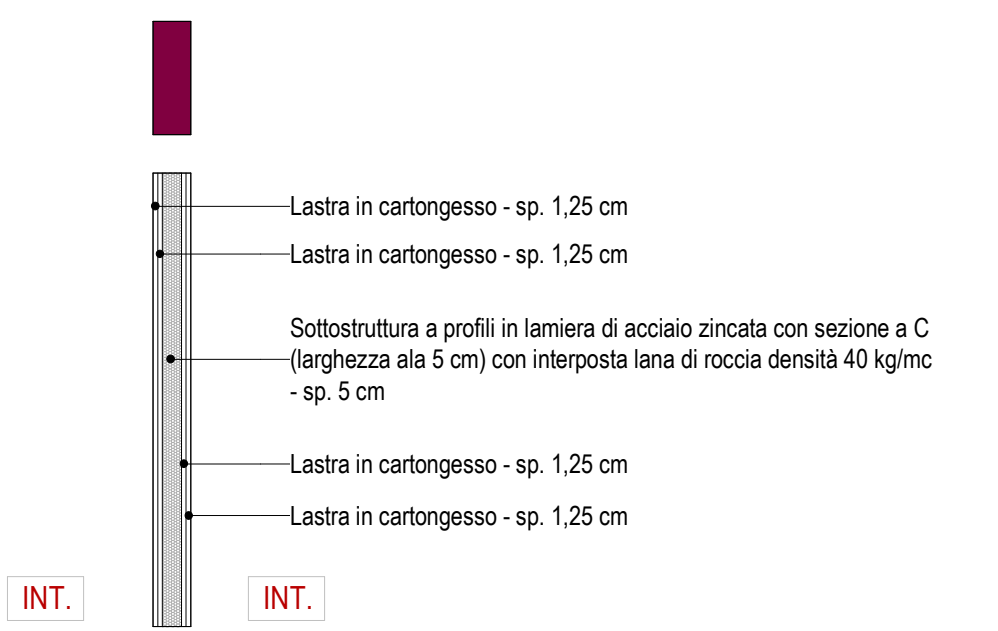 Lastra in cartongesso - sp. 1,25 cm
Lastra in cartongesso - sp. 1,25 cm
Sottostruttura a profili in lamiera di acciaio zincata con sezione a C
(larghezza ala 5 cm) con interposta lana di roccia densità 40 kg/mc
- sp. 5 cm
Lastra in cartongesso - sp. 1,25 cm
Lastra in cartongesso - sp. 1,25 cm
INT.
INT.